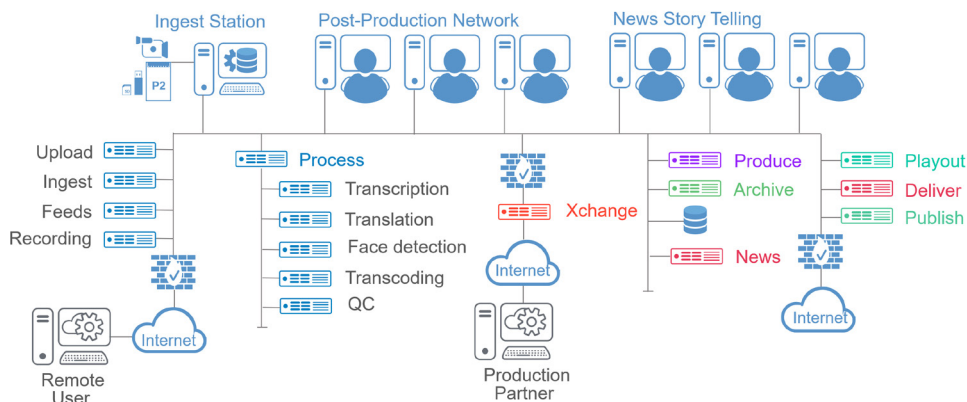 Ingest Station
Post-Production Network
News Story Telling
P2
Upload
Ingest
Feeds
Recording
Process
Transcription
Translation
Face detection
Transcoding
QC
Xchange
Produce
Archive
News
Playout
Deliver
Publish
Internet
Internet
Internet
Remote
User
Production
Partner